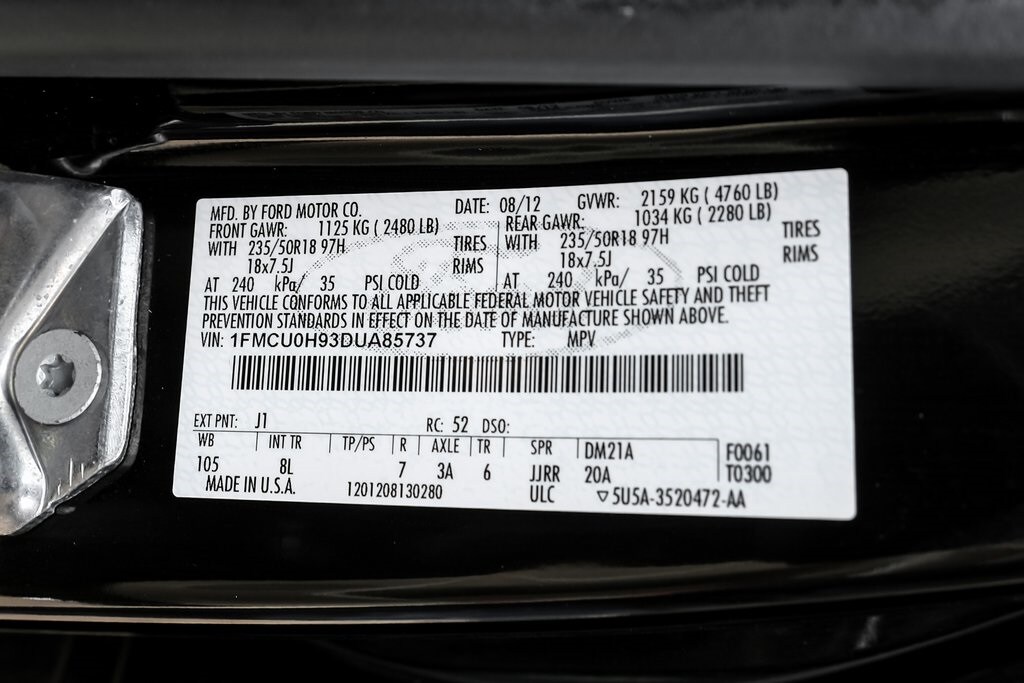 MFD. BY FORD MOTOR CO. DATE: 08/12 GVWR: 2159 KG ( 4760 LB)
FRONT GAWR: 1125 KG ( 2480 LB) REAR GAWR: 1034 KG ( 2280 LB)
WITH 235/50R18 97H TIRES WITH 235/50R18 97H TIRES
18x7.5J RIMS 18x7.5J RIMS
AT 240 kPa/ 35 PSI COLD AT 240 kPa/ 35 PSI COLD
THIS VEHICLE CONFORMS TO ALL APPLICABLE FEDERAL MOTOR VEHICLE SAFETY AND THEFT
PREVENTION STANDARDS IN EFFECT ON THE DATE OF MANUFACTURE SHOWN ABOVE.
VIN: 1FMCU0H93DUA85737 TYPE: MPV
EXT PNT: J1 RC: 52 DSO:
WB INT TR TP/PS R AXLE TR SPR DM21A F0061
105 8L 7 3A 6 JJRR 20A T0300
MADE IN U.S.A. 1201208130280 ULC ▽5U5A-3520472-AA